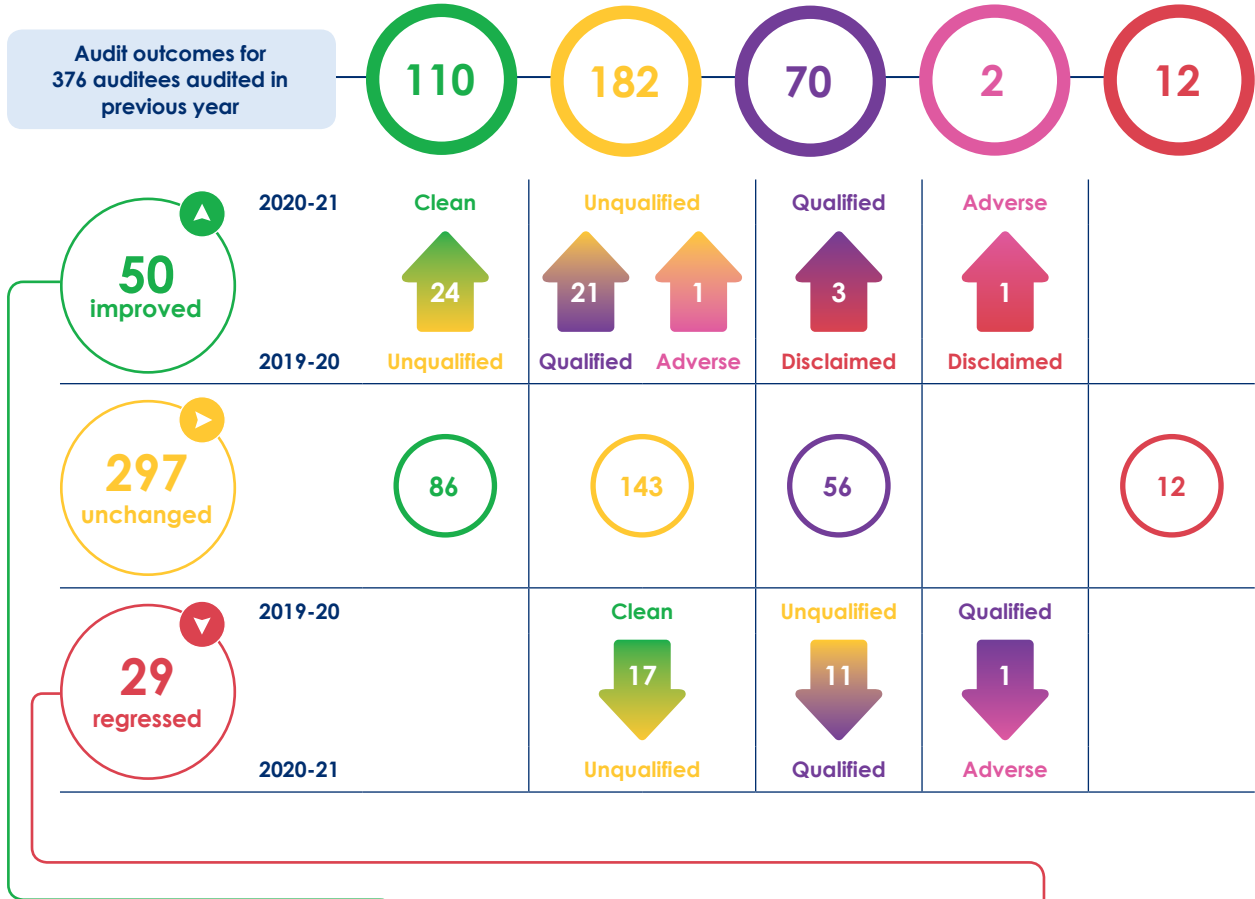 Audit outcomes for
376 auditees audited in
previous year
110
182
70
2
12
50
improved
2020-21
Clean
Unqualified
Qualified
Adverse
24
21
1
3
1
2019-20
Unqualified
Qualified
Adverse
Disclaimed
Disclaimed
297
unchanged
86
143
56
12
29
regressed
2019-20
Clean
Unqualified
Qualified
17
11
1
2020-21
Unqualified
Qualified
Adverse